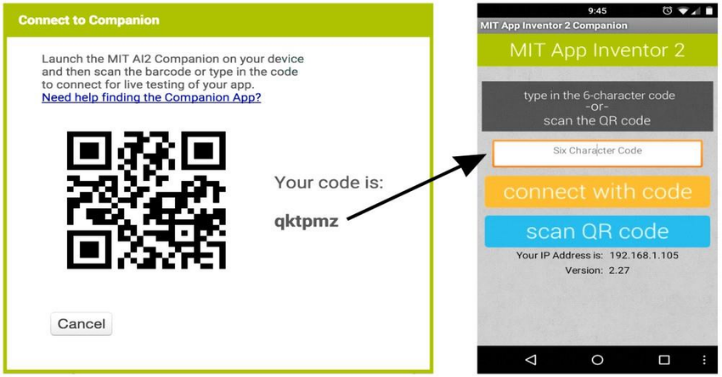 Connect to Companion
Launch the MIT AI2 Companion on your device
and then scan the barcode or type in the code
to connect for live testing of your app.
Need help finding the Companion App?
Your code is:
qktpmz
Cancel
9:45
MIT App Inventor 2 Companion
MIT App Inventor 2
type in the 6-character code
-or-
scan the QR code
Six Character Code
connect with code
scan QR code
Your IP Address is: 192.168.1.105
Version: 2.27